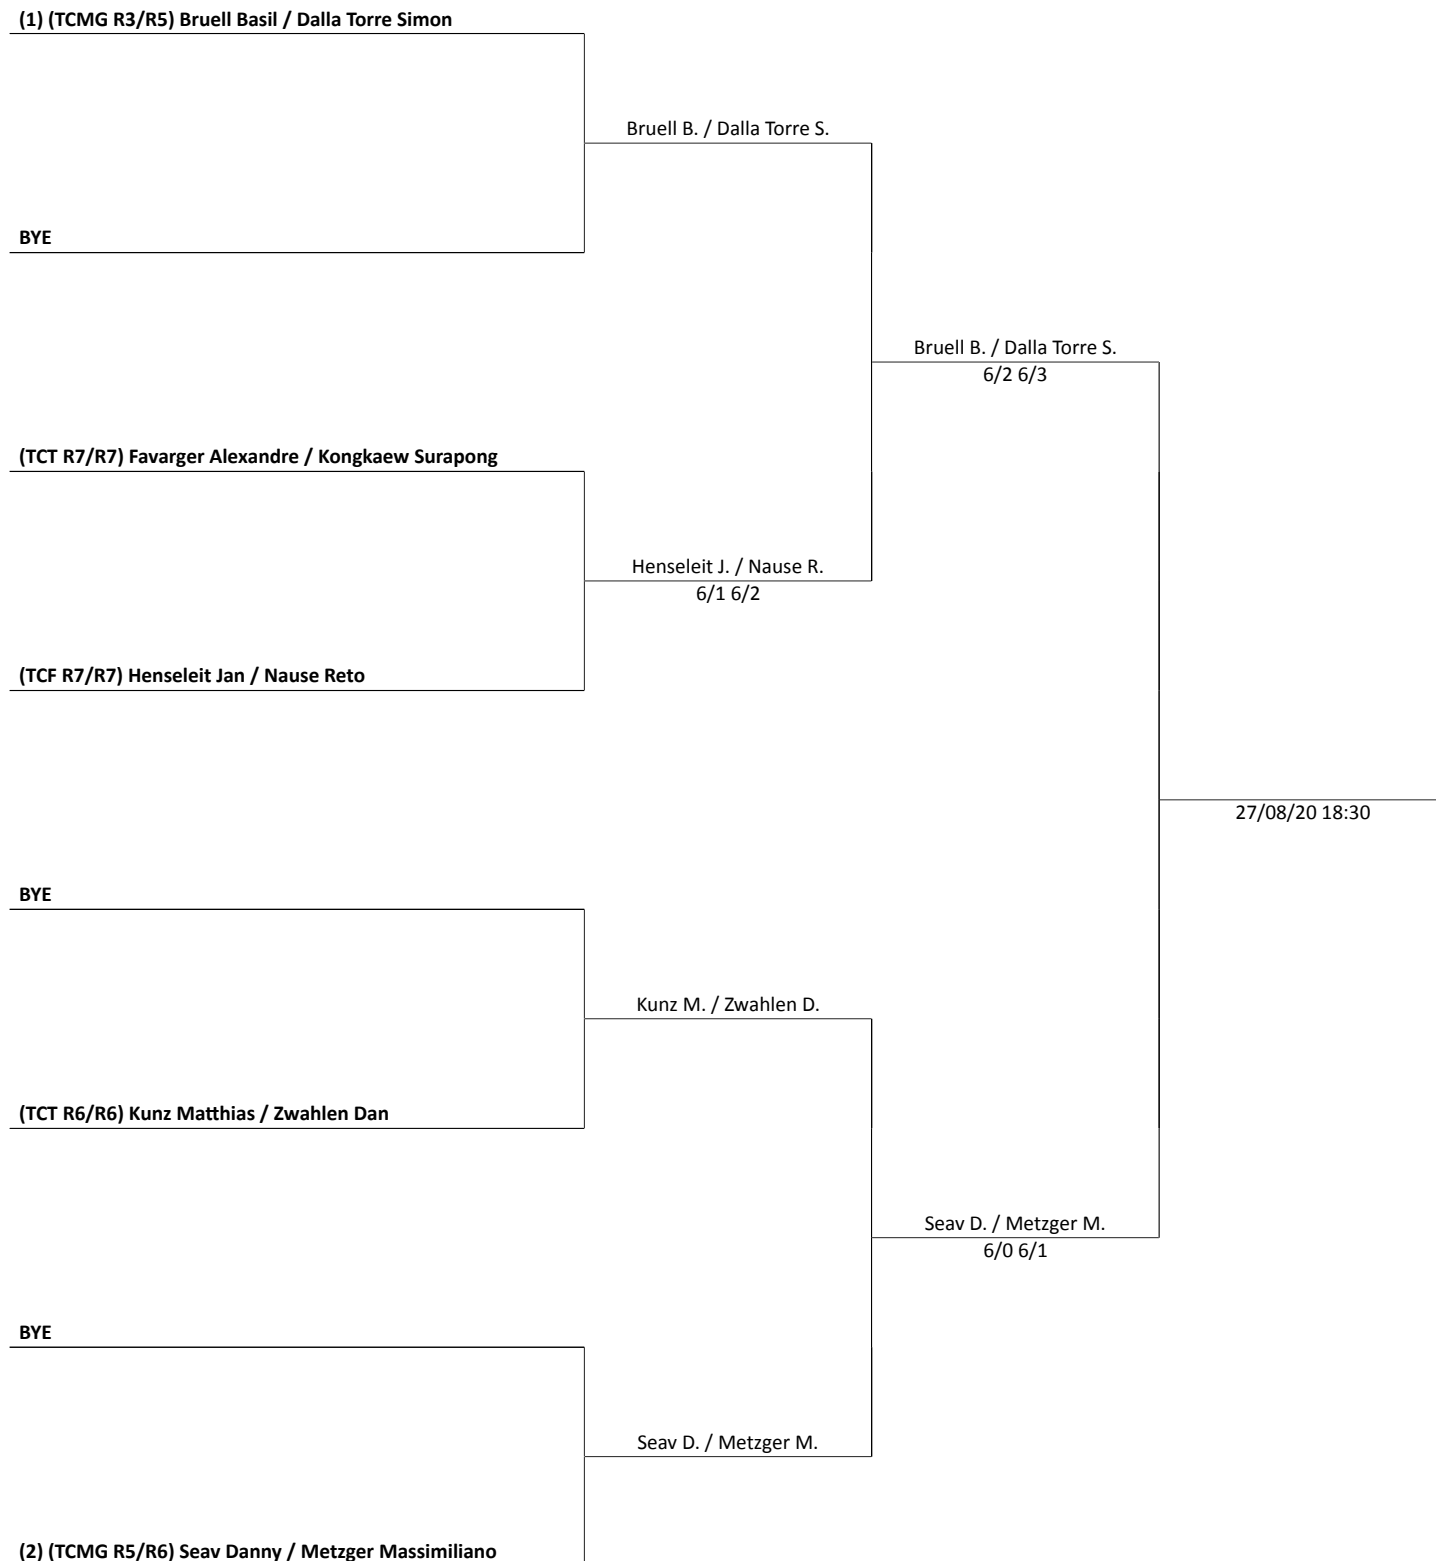 (1) (TCMG R3/R5) Bruell Basil / Dalla Torre Simon
Bruell B. / Dalla Torre S.
BYE
Bruell B. / Dalla Torre S.
6/2 6/3
(TCT R7/R7) Favarger Alexandre / Kongkaew Surapong
Henseleit J. / Nause R.
6/1 6/2
(TCF R7/R7) Henseleit Jan / Nause Reto
27/08/20 18:30
BYE
Kunz M. / Zwahlen D.
(TCT R6/R6) Kunz Matthias / Zwahlen Dan
Seav D. / Metzger M.
6/0 6/1
BYE
Seav D. / Metzger M.
(2) (TCMG R5/R6) Seav Danny / Metzger Massimiliano